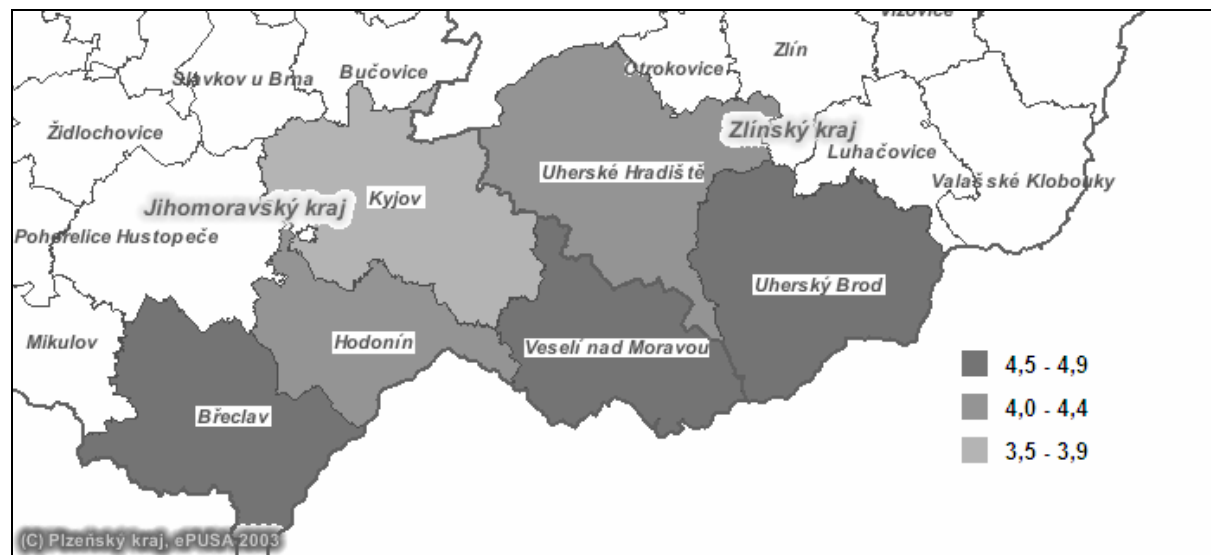 Vizovice
Zlín
Otrokovice
Bučovice
Slavkov u Brna
Židlochovice
Zlínský kraj
Luhačovice
Uherské Hradiště
Valašské Klobouky
Kyjov
Jihomoravský kraj
Pohořelice Hustopeče
Uherský Brod
Mikulov
Hodonín
Veselí nad Moravou
Břeclav
4,5 - 4,9
4,0 - 4,4
3,5 - 3,9
(C) Plzeňský kraj, ePUSA 2003